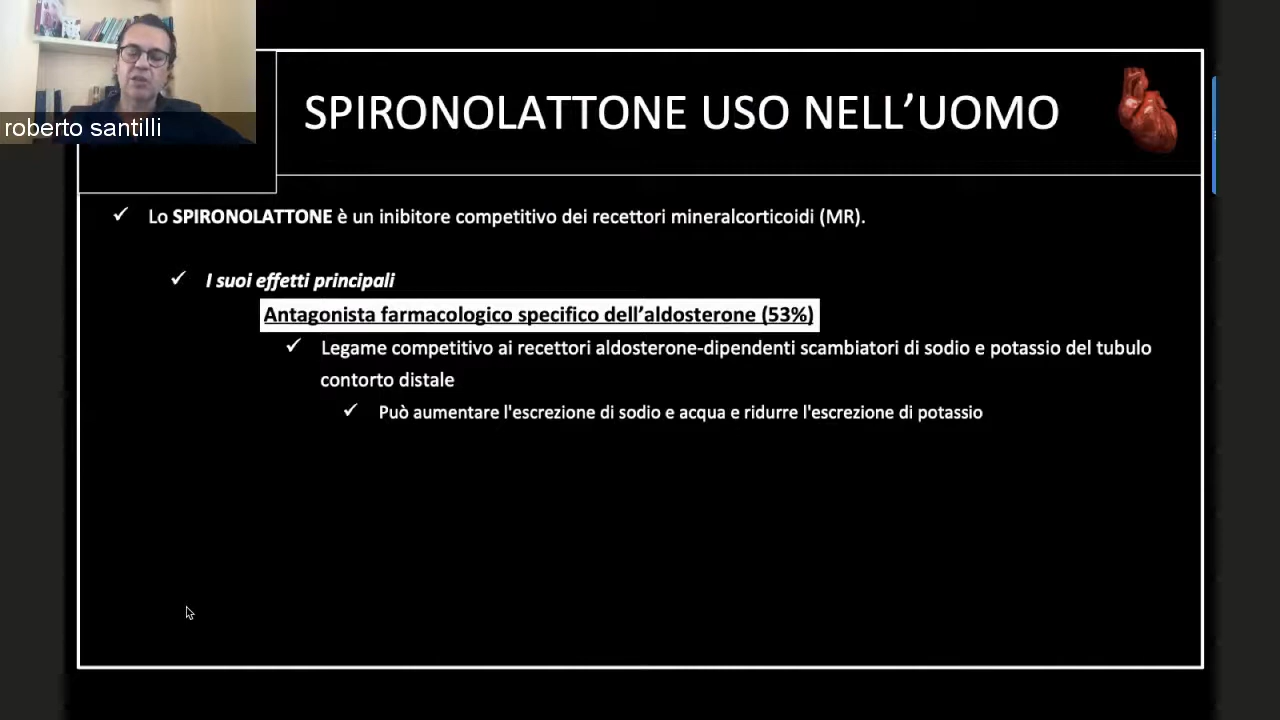 roberto santilli
SPIRONOLATTONE USO NELL’UOMO
Lo SPIRONOLATTONE è un inibitore competitivo dei recettori mineralcorticoidi (MR).
I suoi effetti principali
Antagonista farmacologico specifico dell’aldosterone (53%)
Legame competitivo ai recettori aldosterone-dipendenti scambiatori di sodio e potassio del tubulo
contorto distale
Può aumentare l'escrezione di sodio e acqua e ridurre l'escrezione di potassio